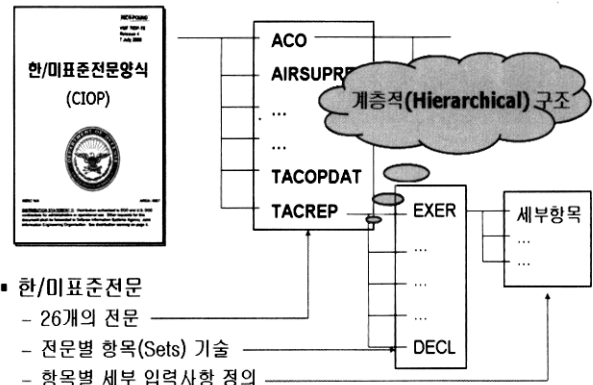 한/미표준전문양식
(CIOP)
ACO
AIRSUPRE
...
...
TACOPDAT
TACREP
계층적(Hierarchical) 구조
EXER
...
...
...
DECL
세부항목
...
...
▪ 한/미표준전문
– 26개의 전문
– 전문별 항목(Sets) 기술
– 항목별 세부 입력사항 정의